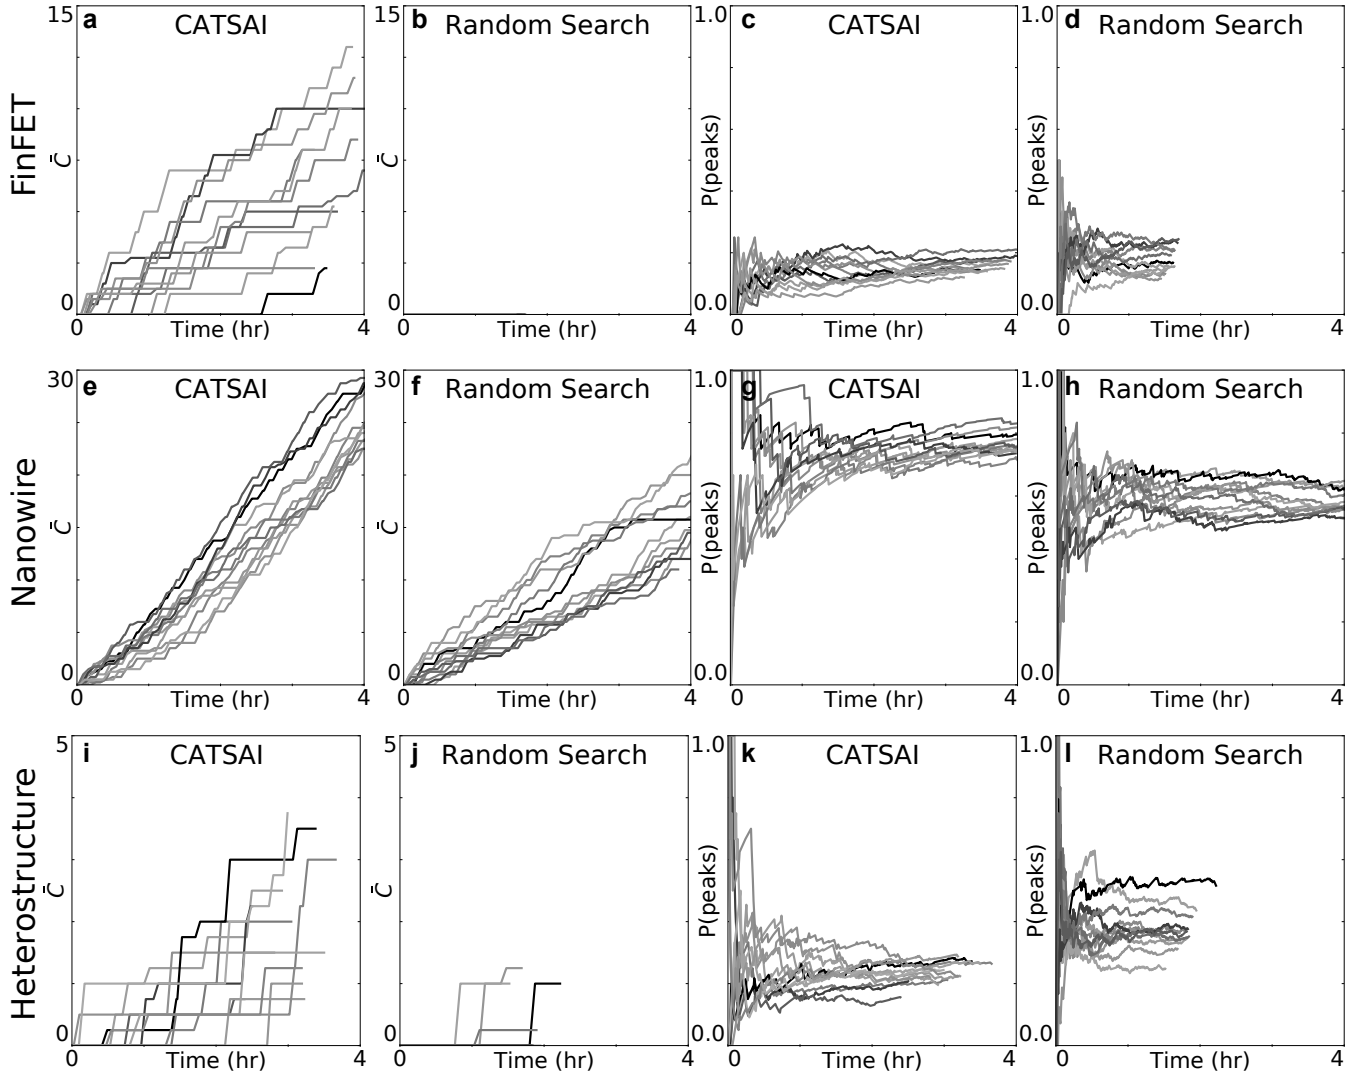 FinFET
15
a
CATSAI
C̄
0
0
Time (hr)
4
15
b
Random Search
C̄
0
0
Time (hr)
4
1.0
c
CATSAI
P(peaks)
0.0
0
Time (hr)
4
1.0
d
Random Search
P(peaks)
0.0
0
Time (hr)
4
Nanowire
30
e
CATSAI
C̄
0
0
Time (hr)
4
30
f
Random Search
C̄
0
0
Time (hr)
4
1.0
g
CATSAI
P(peaks)
0.0
0
Time (hr)
4
1.0
h
Random Search
P(peaks)
0.0
0
Time (hr)
4
Heterostructure
5
i
CATSAI
C̄
0
0
Time (hr)
4
5
j
Random Search
C̄
0
0
Time (hr)
4
1.0
k
CATSAI
P(peaks)
0.0
0
Time (hr)
4
1.0
l
Random Search
P(peaks)
0.0
0
Time (hr)
4